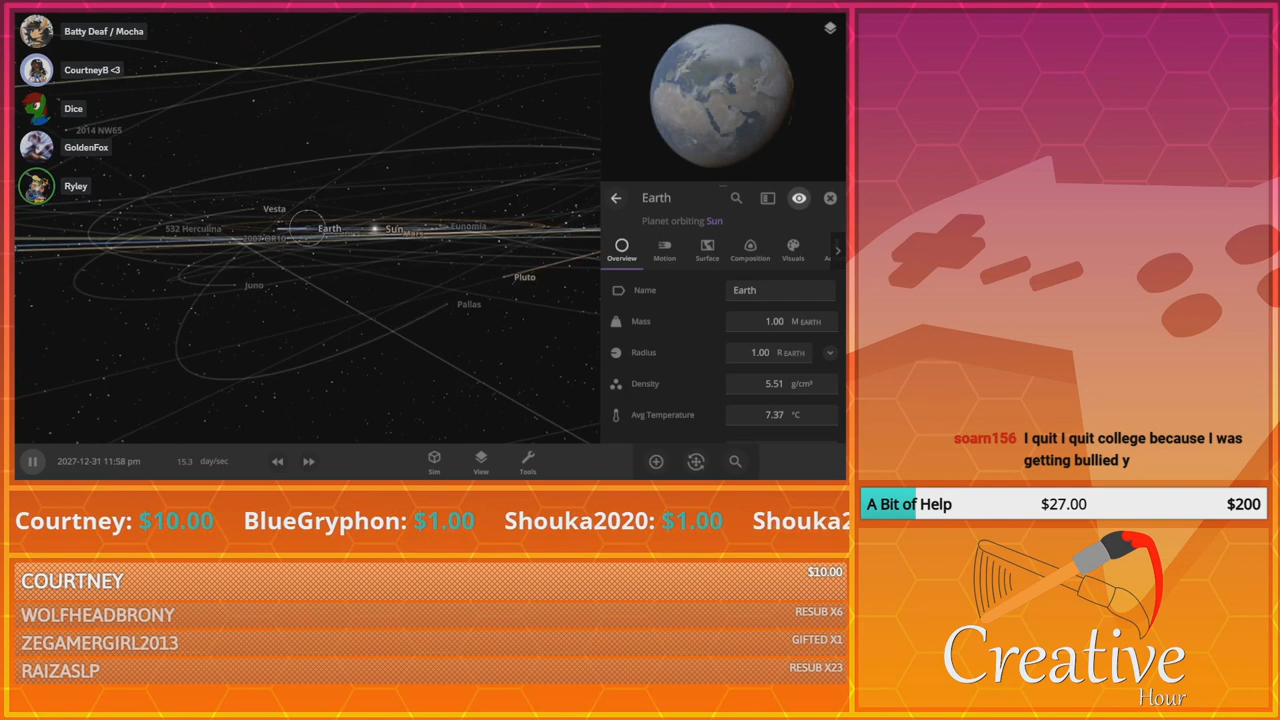 Batty Deaf / Mocha
CourtneyB <3
Dice
2014 NW65
GoldenFox
Ryley
Vesta
532 Herculina
Earth
Sun
Eunomia
Juno
Pluto
Pallas
2027-12-31 11:58 pm
15.3 day/sec
Sim
View
Tools
Earth
Planet orbiting Sun
Overview Motion Surface Composition Visuals
Name Earth
Mass 1.00 M EARTH
Radius 1.00 R EARTH
Density 5.51 g/cm³
Avg Temperature 7.37 °C
soarn156 I quit I quit college because I was
getting bullied y
A Bit of Help $27.00 $200
Courtney: $10.00 BlueGryphon: $1.00 Shouka2020: $1.00 Shouka2
COURTNEY $10.00
WOLFHEADBRONY RESUB X6
ZEGAMERGIRL2013 GIFTED X1
RAIZASLP RESUB X23
Creative
Hour